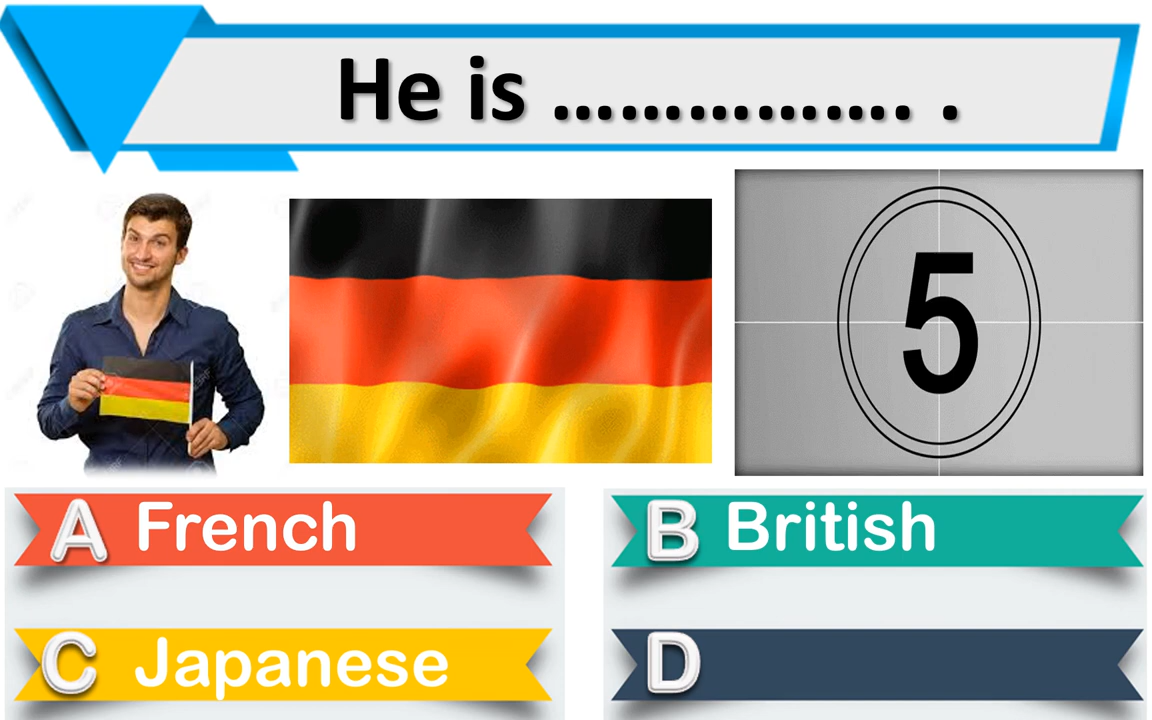 He is ……………. .
5
A French
B British
C Japanese
D